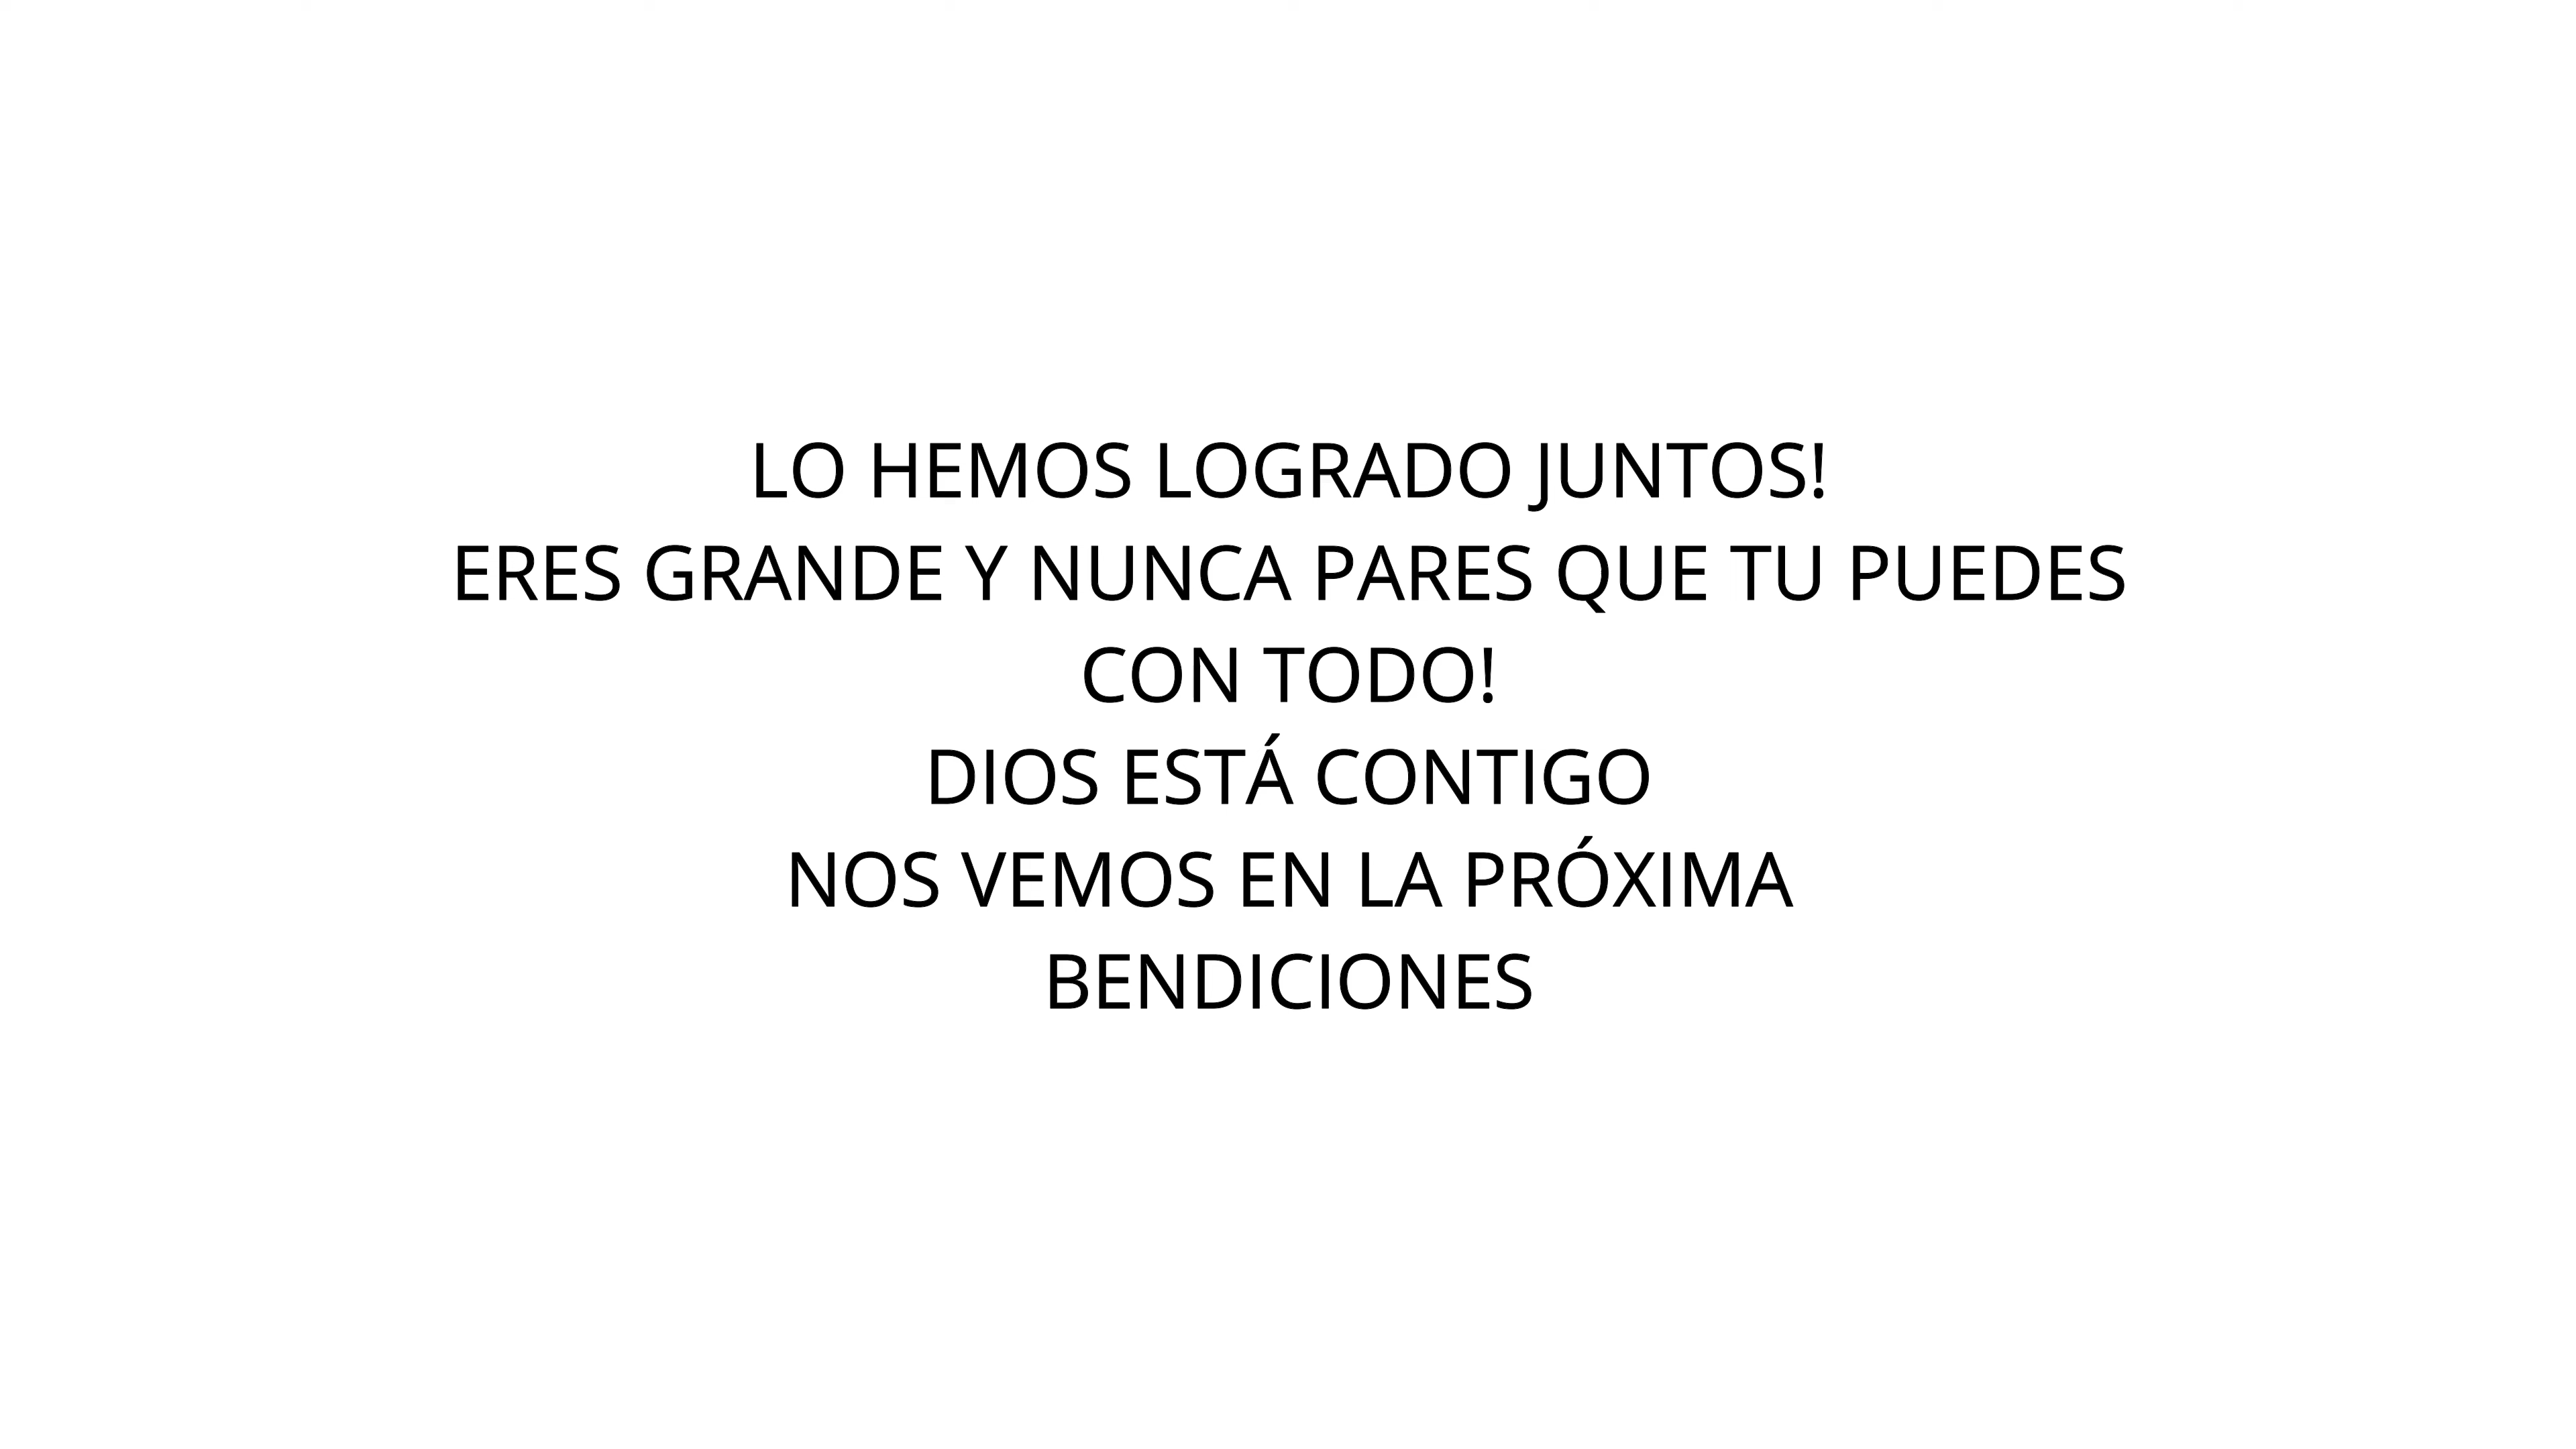 LO HEMOS LOGRADO JUNTOS!
ERES GRANDE Y NUNCA PARES QUE TU PUEDES
CON TODO!
DIOS ESTÁ CONTIGO
NOS VEMOS EN LA PRÓXIMA
BENDICIONES